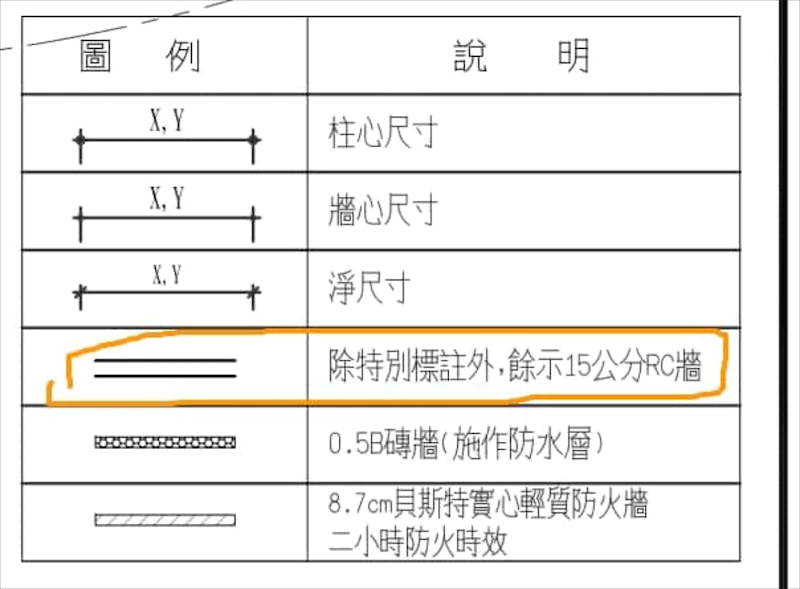 圖 例 說 明
X,Y 柱心尺寸
X,Y 牆心尺寸
X,Y 淨尺寸
除特別標註外，餘示15公分RC牆
0.5B磚牆(施作防水層)
8.7cm貝斯特實心輕質防火牆
二小時防火時效